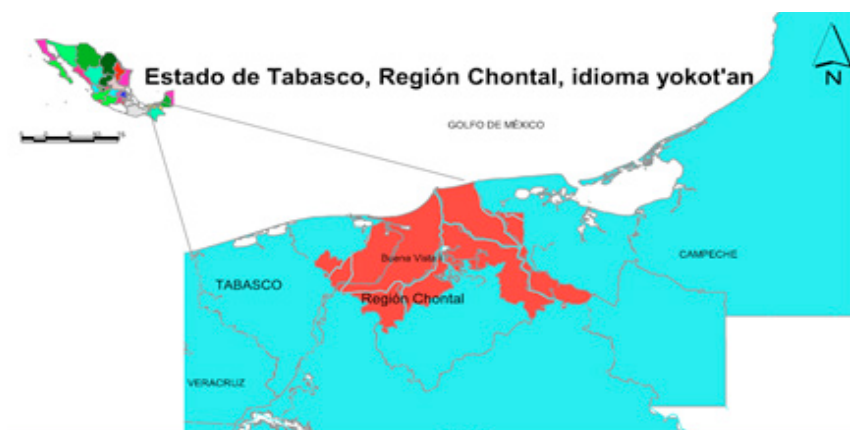 Estado de Tabasco, Región Chontal, idioma yokot'an
N
GOLFO DE MÉXICO
CAMPECHE
Buena Vista
TABASCO
Región Chontal
VERACRUZ